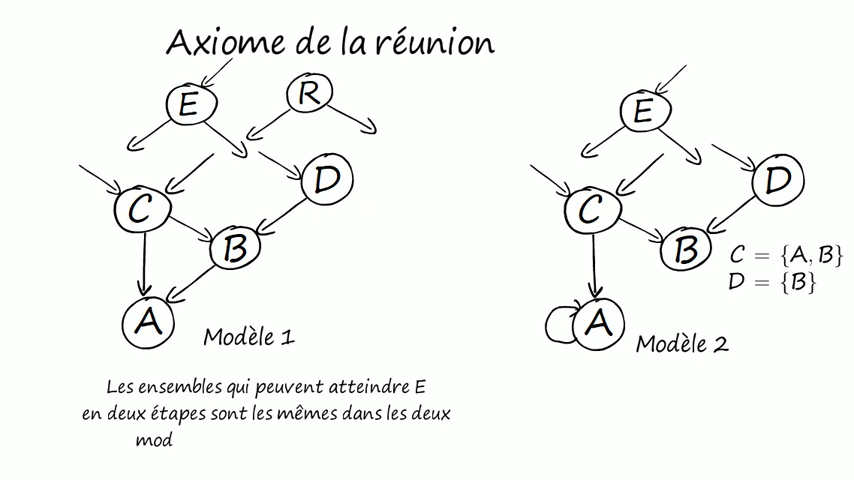 Axiome de la réunion
E
R
E
D
D
C
C
B
B
C = {A, B}
D = {B}
A
A
Modèle 1
Modèle 2
Les ensembles qui peuvent atteindre E
en deux étapes sont les mêmes dans les deux
mod